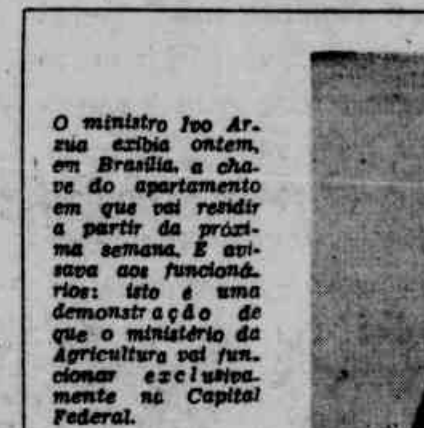 O ministro Ivo Ar-
zua exibia ontem,
em Brasília, a cha-
ve do apartamento
em que vai residir
a partir da próxi-
ma semana. E avi-
sava aos funcioná-
rios: isto é uma
demonstração de
que o ministério da
Agricultura vai fun-
cionar exclusiva-
mente na Capital
Federal.